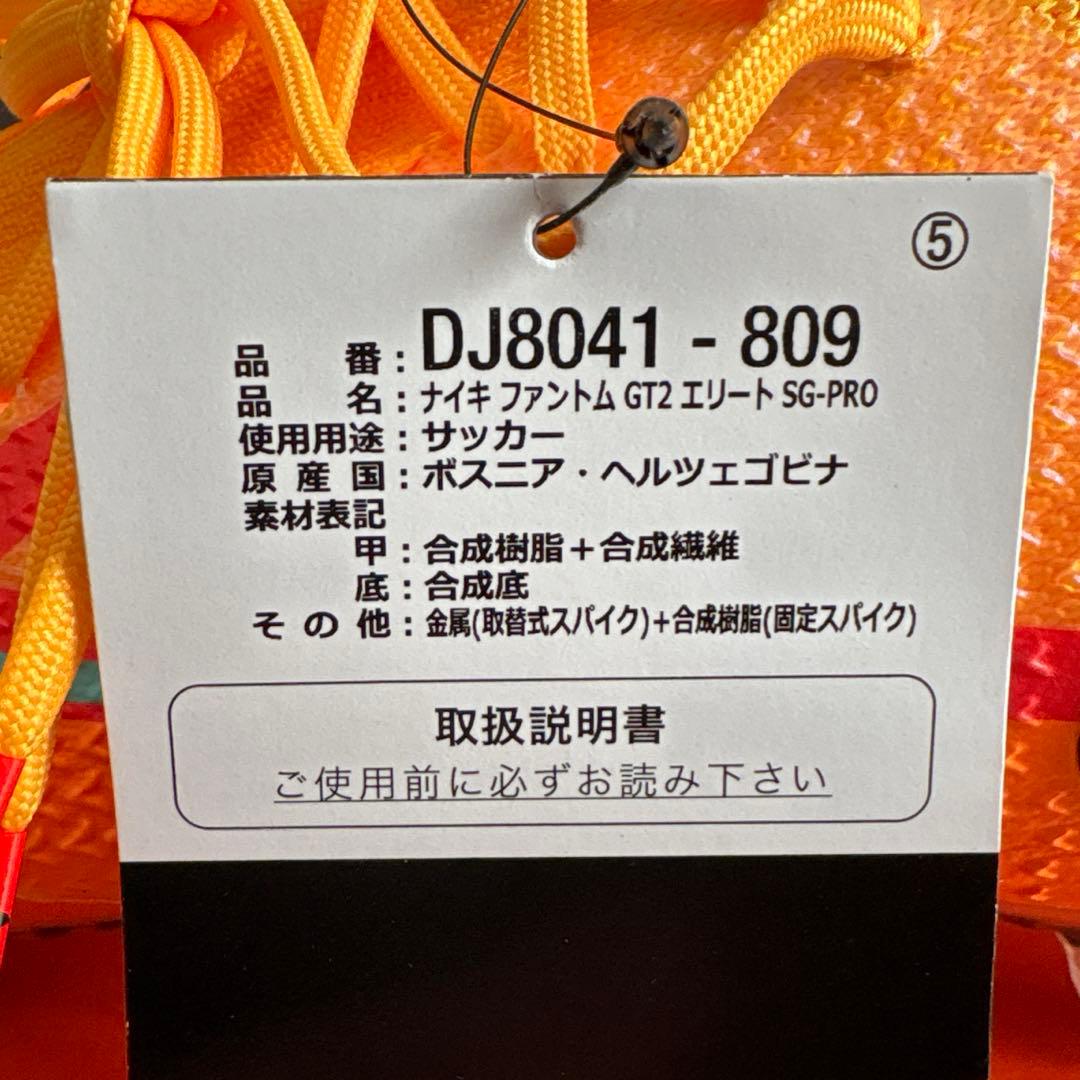 ⑤
品番：DJ8041 - 809
品名：ナイキ ファントム GT2 エリート SG-PRO
使用用途：サッカー
原産国：ボスニア・ヘルツェゴビナ
素材表記
甲：合成樹脂＋合成繊維
底：合成底
その他：金属(取替式スパイク)+合成樹脂(固定スパイク)
取扱説明書
ご使用前に必ずお読み下さい